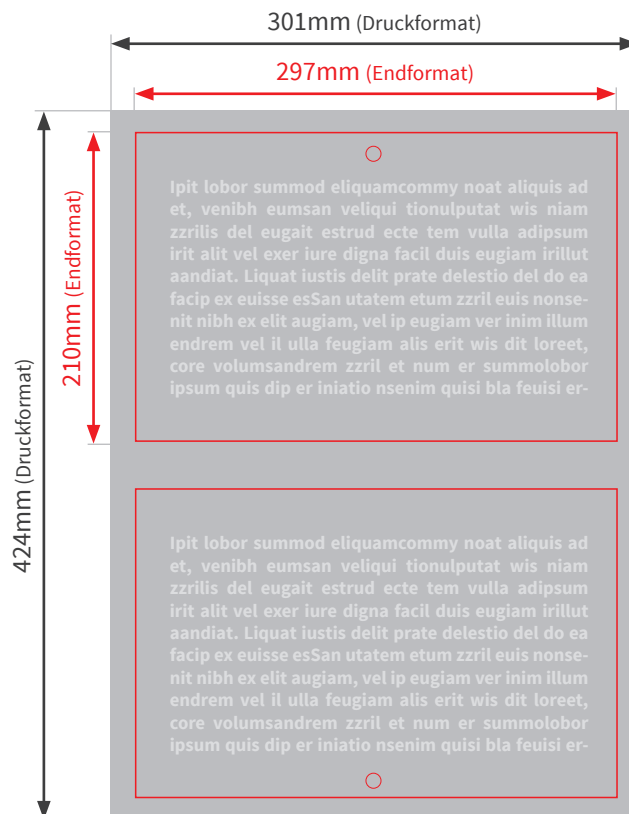 301mm (Druckformat)
297mm (Endformat)
210mm (Endformat)
424mm (Druckformat)
Ipit lobor summod eliquamcommy noat aliquis ad
et, venibh eumsan veliqui tionulputat wis niam
zzrilis del eugait estrud ecte tem vulla adipsum
irit alit vel exer iure digna facil duis eugiam irillut
aandiat. Liquat iustis delit prate delestio del do ea
facip ex euisse esSan utatem etum zzril euis nonse-
nit nibh ex elit augiam, vel ip eugiam ver inim illum
endrem vel il ulla feugiam alis erit wis dit loreet,
core volumsandrem zzril et num er summolobor
ipsum quis dip er iniatio nsenim quisi bla feuisi er-
Ipit lobor summod eliquamcommy noat aliquis ad
et, venibh eumsan veliqui tionulputat wis niam
zzrilis del eugait estrud ecte tem vulla adipsum
irit alit vel exer iure digna facil duis eugiam irillut
aandiat. Liquat iustis delit prate delestio del do ea
facip ex euisse esSan utatem etum zzril euis nonse-
nit nibh ex elit augiam, vel ip eugiam ver inim illum
endrem vel il ulla feugiam alis erit wis dit loreet,
core volumsandrem zzril et num er summolobor
ipsum quis dip er iniatio nsenim quisi bla feuisi er-